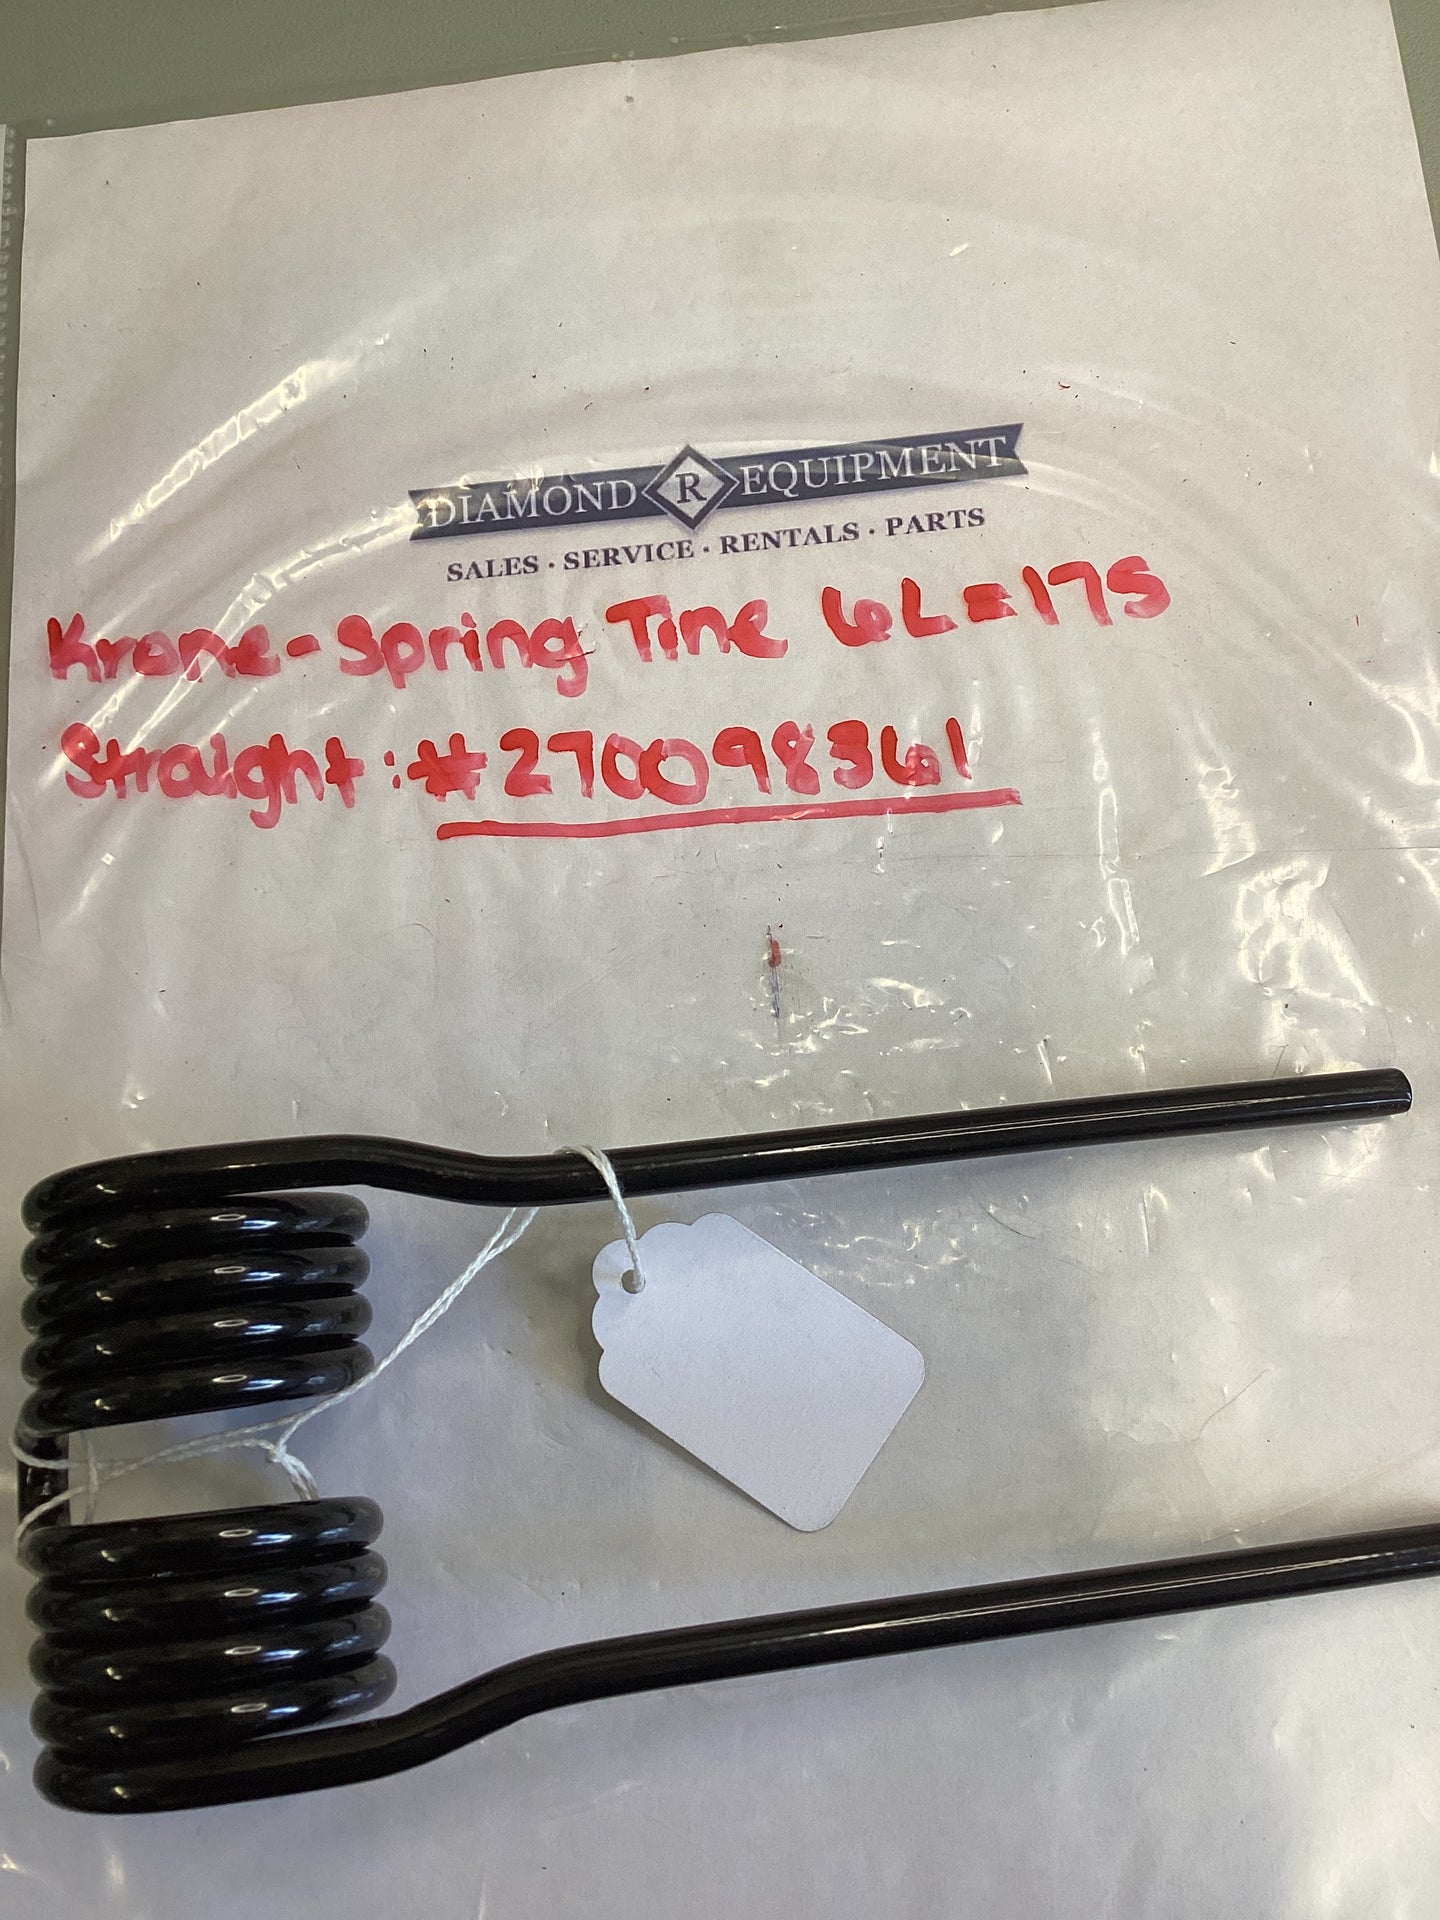 DIAMOND R EQUIPMENT
SALES · SERVICE · RENTALS · PARTS
Krone-Spring Tine 6L=175
Straight: #270098361